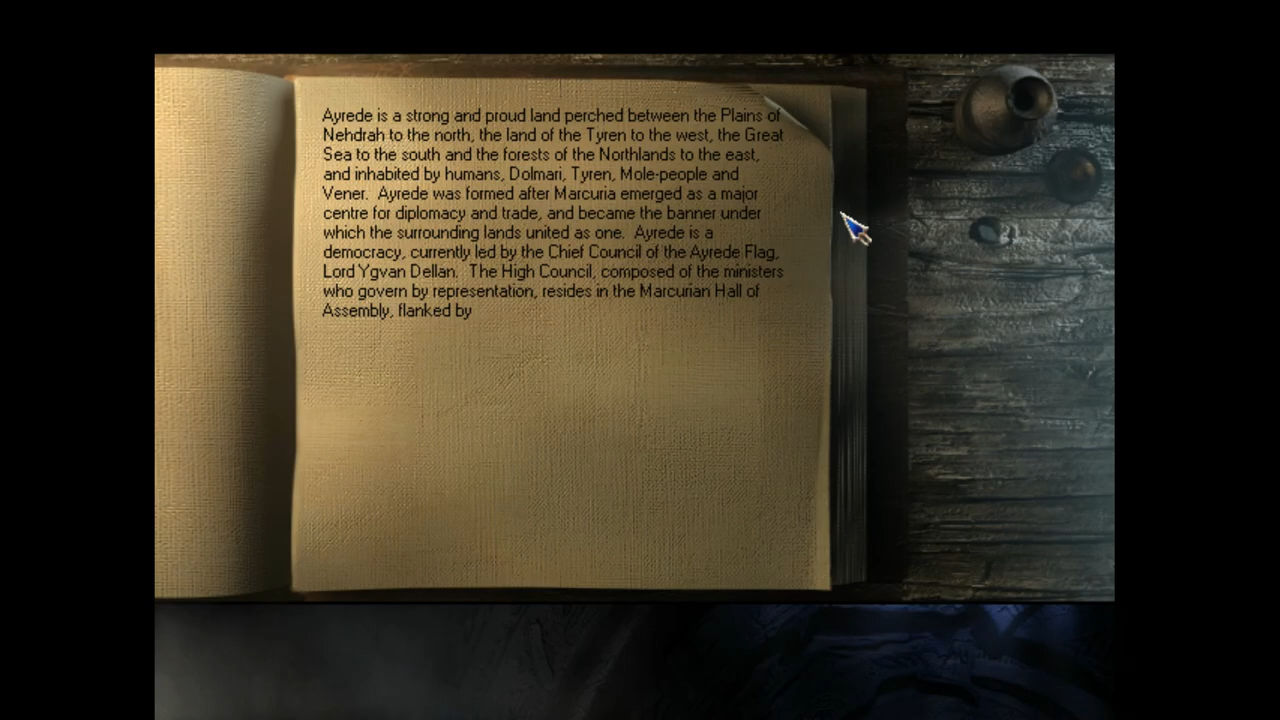 Ayrede is a strong and proud land perched between the Plains of
Nehdrah to the north, the land of the Tyren to the west, the Great
Sea to the south and the forests of the Northlands to the east,
and inhabited by humans, Dolmari, Tyren, Mole-people and
Vener.  Ayrede was formed after Marcuria emerged as a major
centre for diplomacy and trade, and became the banner under
which the surrounding lands united as one.  Ayrede is a
democracy, currently led by the Chief Council of the Ayrede Flag,
Lord Ygvan Dellan.  The High Council, composed of the ministers
who govern by representation, resides in the Marcurian Hall of
Assembly, flanked by